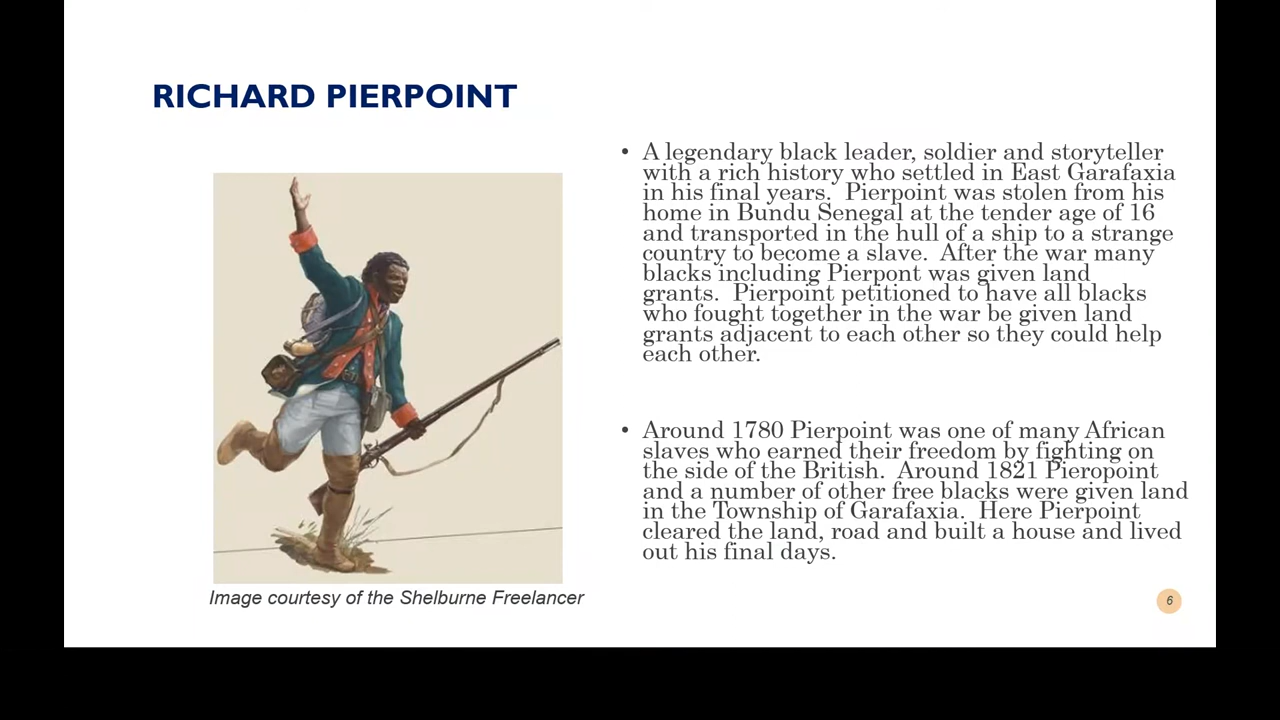 RICHARD PIERPOINT
• A legendary black leader, soldier and storyteller
with a rich history who settled in East Garafaxia
in his final years.  Pierpoint was stolen from his
home in Bundu Senegal at the tender age of 16
and transported in the hull of a ship to a strange
country to become a slave.  After the war many
blacks including Pierpont was given land
grants.  Pierpoint petitioned to have all blacks
who fought together in the war be given land
grants adjacent to each other so they could help
each other.
• Around 1780 Pierpoint was one of many African
slaves who earned their freedom by fighting on
the side of the British.  Around 1821 Pieropoint
and a number of other free blacks were given land
in the Township of Garafaxia.  Here Pierpoint
cleared the land, road and built a house and lived
out his final days.
Image courtesy of the Shelburne Freelancer
6